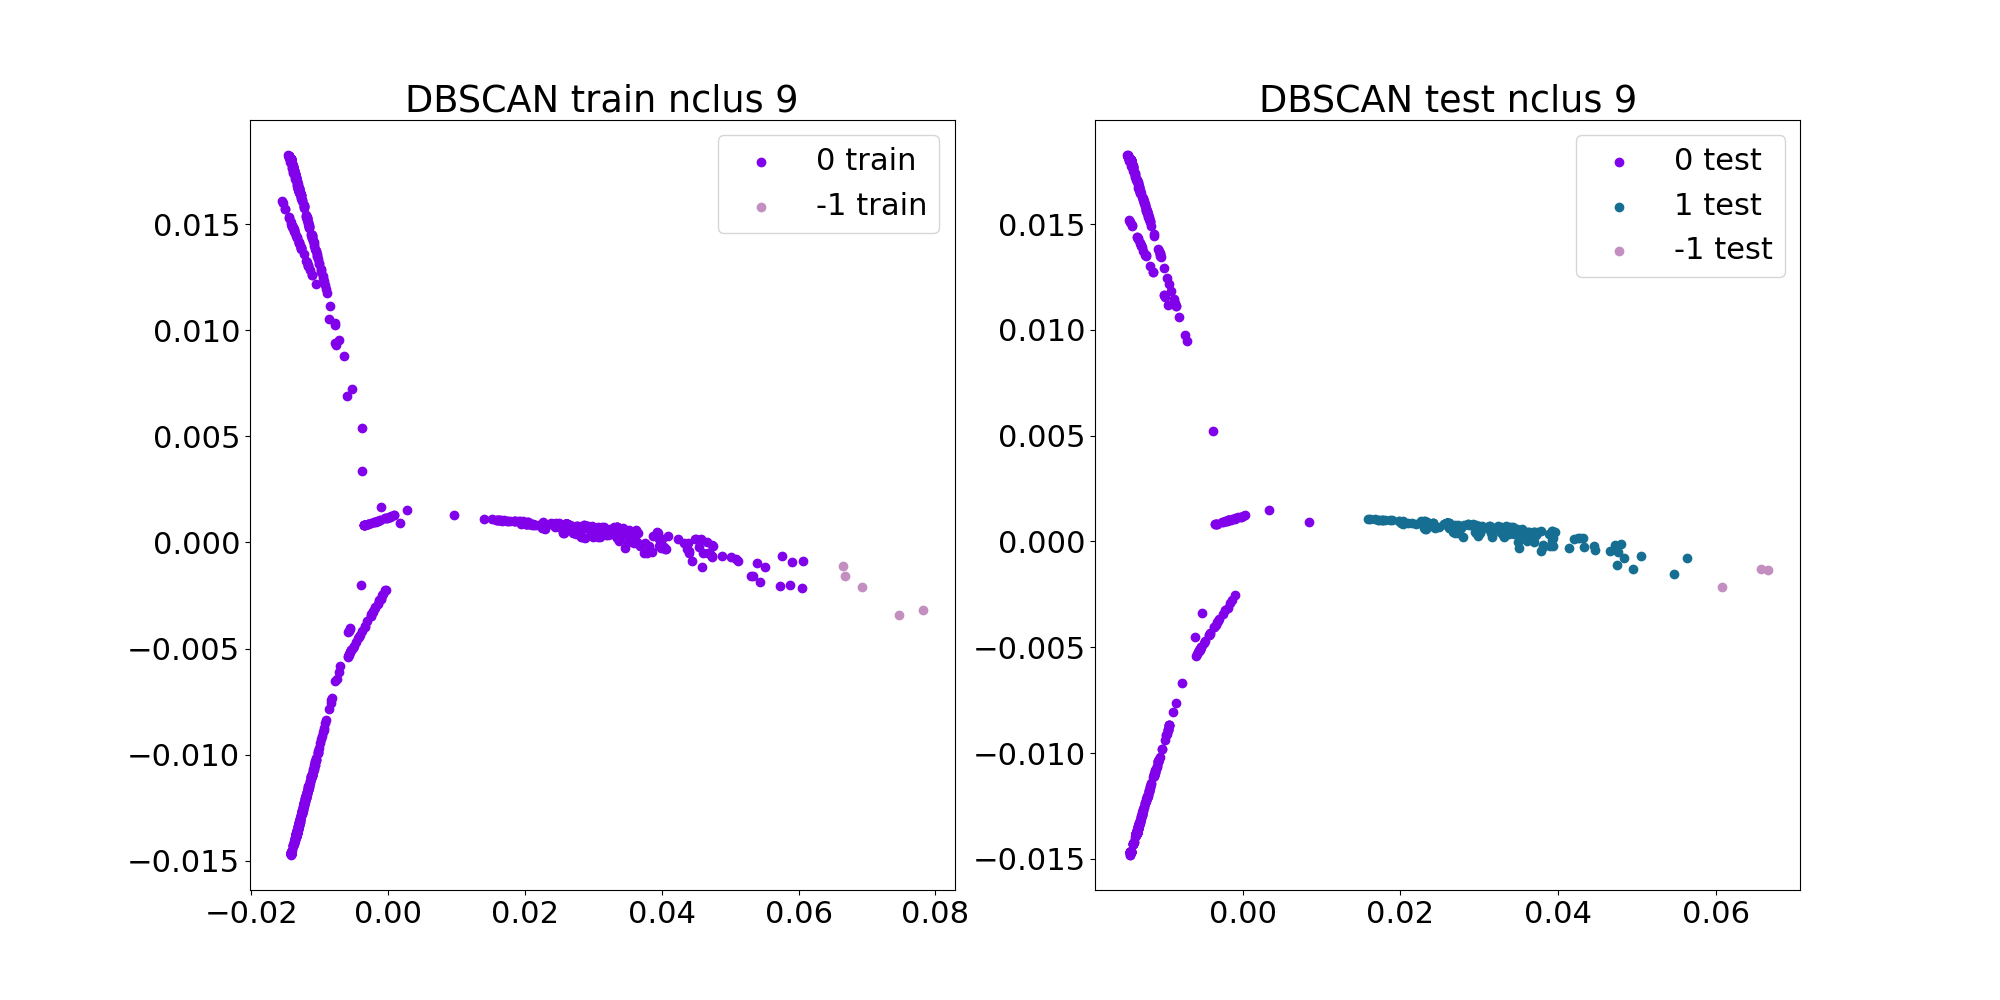 DBSCAN train nclus 9
0 train
-1 train
0.015
0.010
0.005
0.000
−0.005
−0.010
−0.015
−0.02 0.00 0.02 0.04 0.06 0.08
DBSCAN test nclus 9
0 test
1 test
-1 test
0.015
0.010
0.005
0.000
−0.005
−0.010
−0.015
0.00 0.02 0.04 0.06